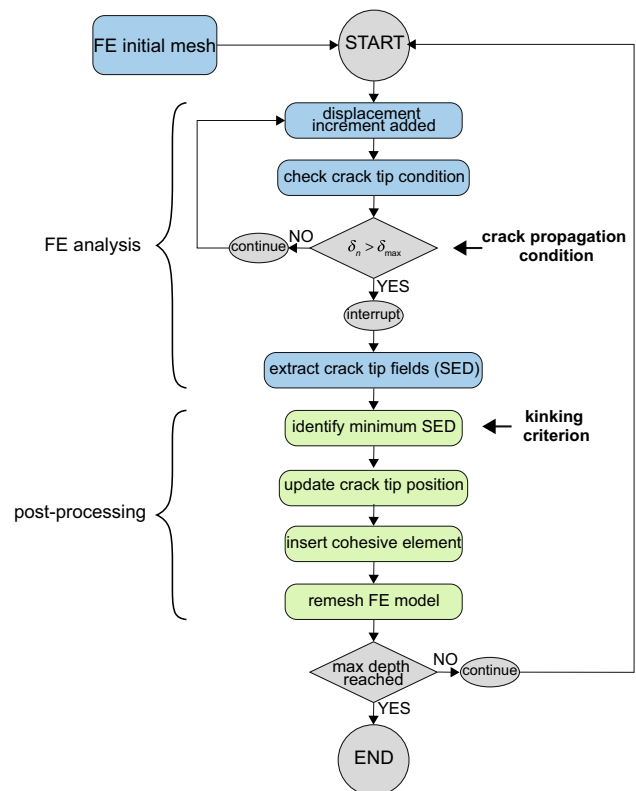 FE initial mesh
START
displacement
increment added
check crack tip condition
FE analysis
NO
continue
δn > δmax
crack propagation
condition
YES
interrupt
extract crack tip fields (SED)
identify minimum SED
kinking
criterion
update crack tip position
post-processing
insert cohesive element
remesh FE model
max depth
reached
NO
continue
YES
END